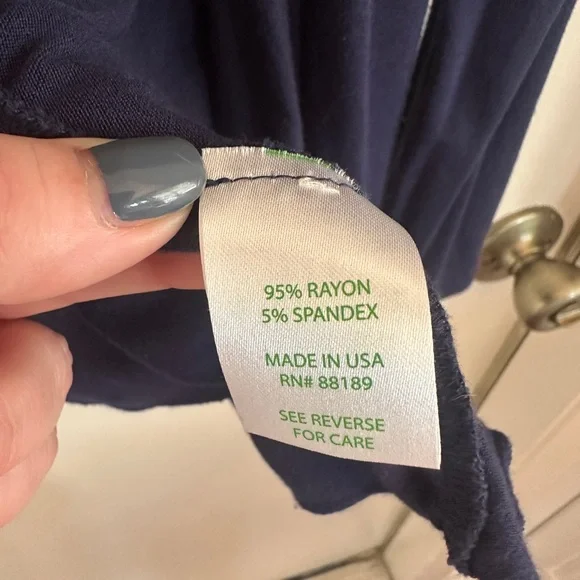 95% RAYON
5% SPANDEX
MADE IN USA
RN# 88189
SEE REVERSE
FOR CARE